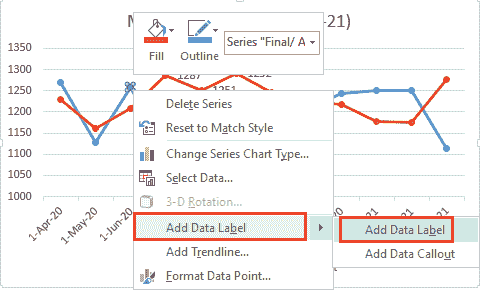 M
-21)
Fill
Outline
Series "Final/ A
1350
1300
1250
1200
1150
1100
1050
1000
1287
1251
1292
Delete Series
Reset to Match Style
Change Series Chart Type...
Select Data...
3-D Rotation...
Add Data Label
Add Trendline...
Format Data Point...
Add Data Label
Add Data Callout
1-Apr-20
1-May-20
1-Jun-20
20
21
21
21